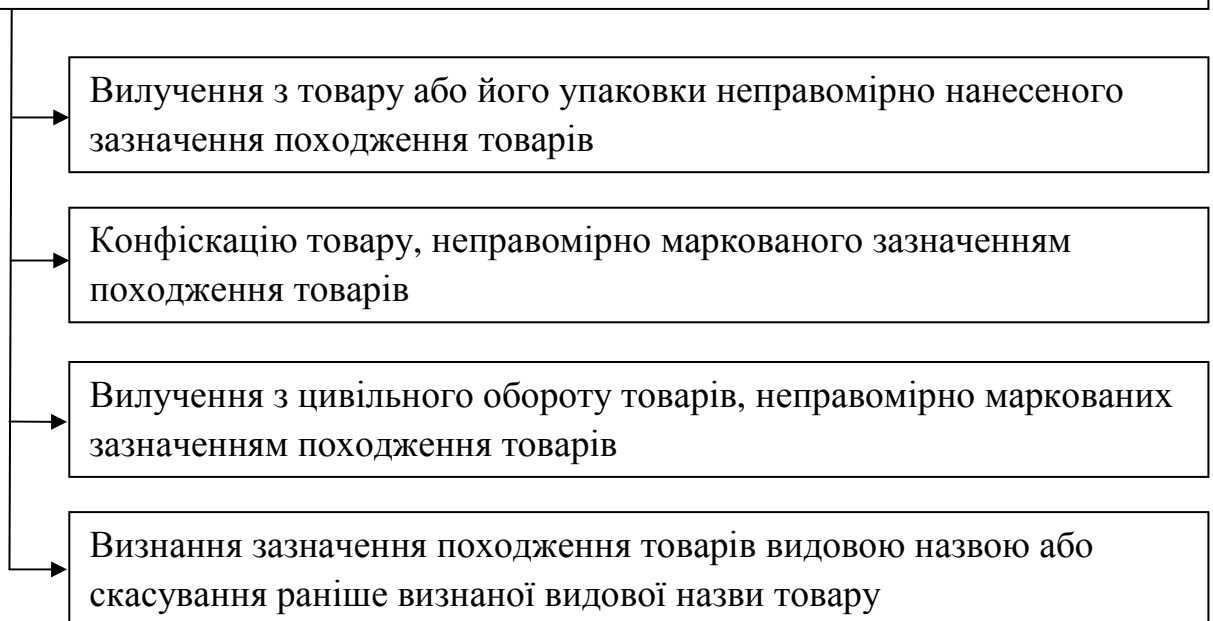 Вилучення з товару або його упаковки неправомірно нанесеного
зазначення походження товарів
Конфіскацію товару, неправомірно маркованого зазначенням
походження товарів
Вилучення з цивільного обороту товарів, неправомірно маркованих
зазначенням походження товарів
Визнання зазначення походження товарів видовою назвою або
скасування раніше визнаної видової назви товару